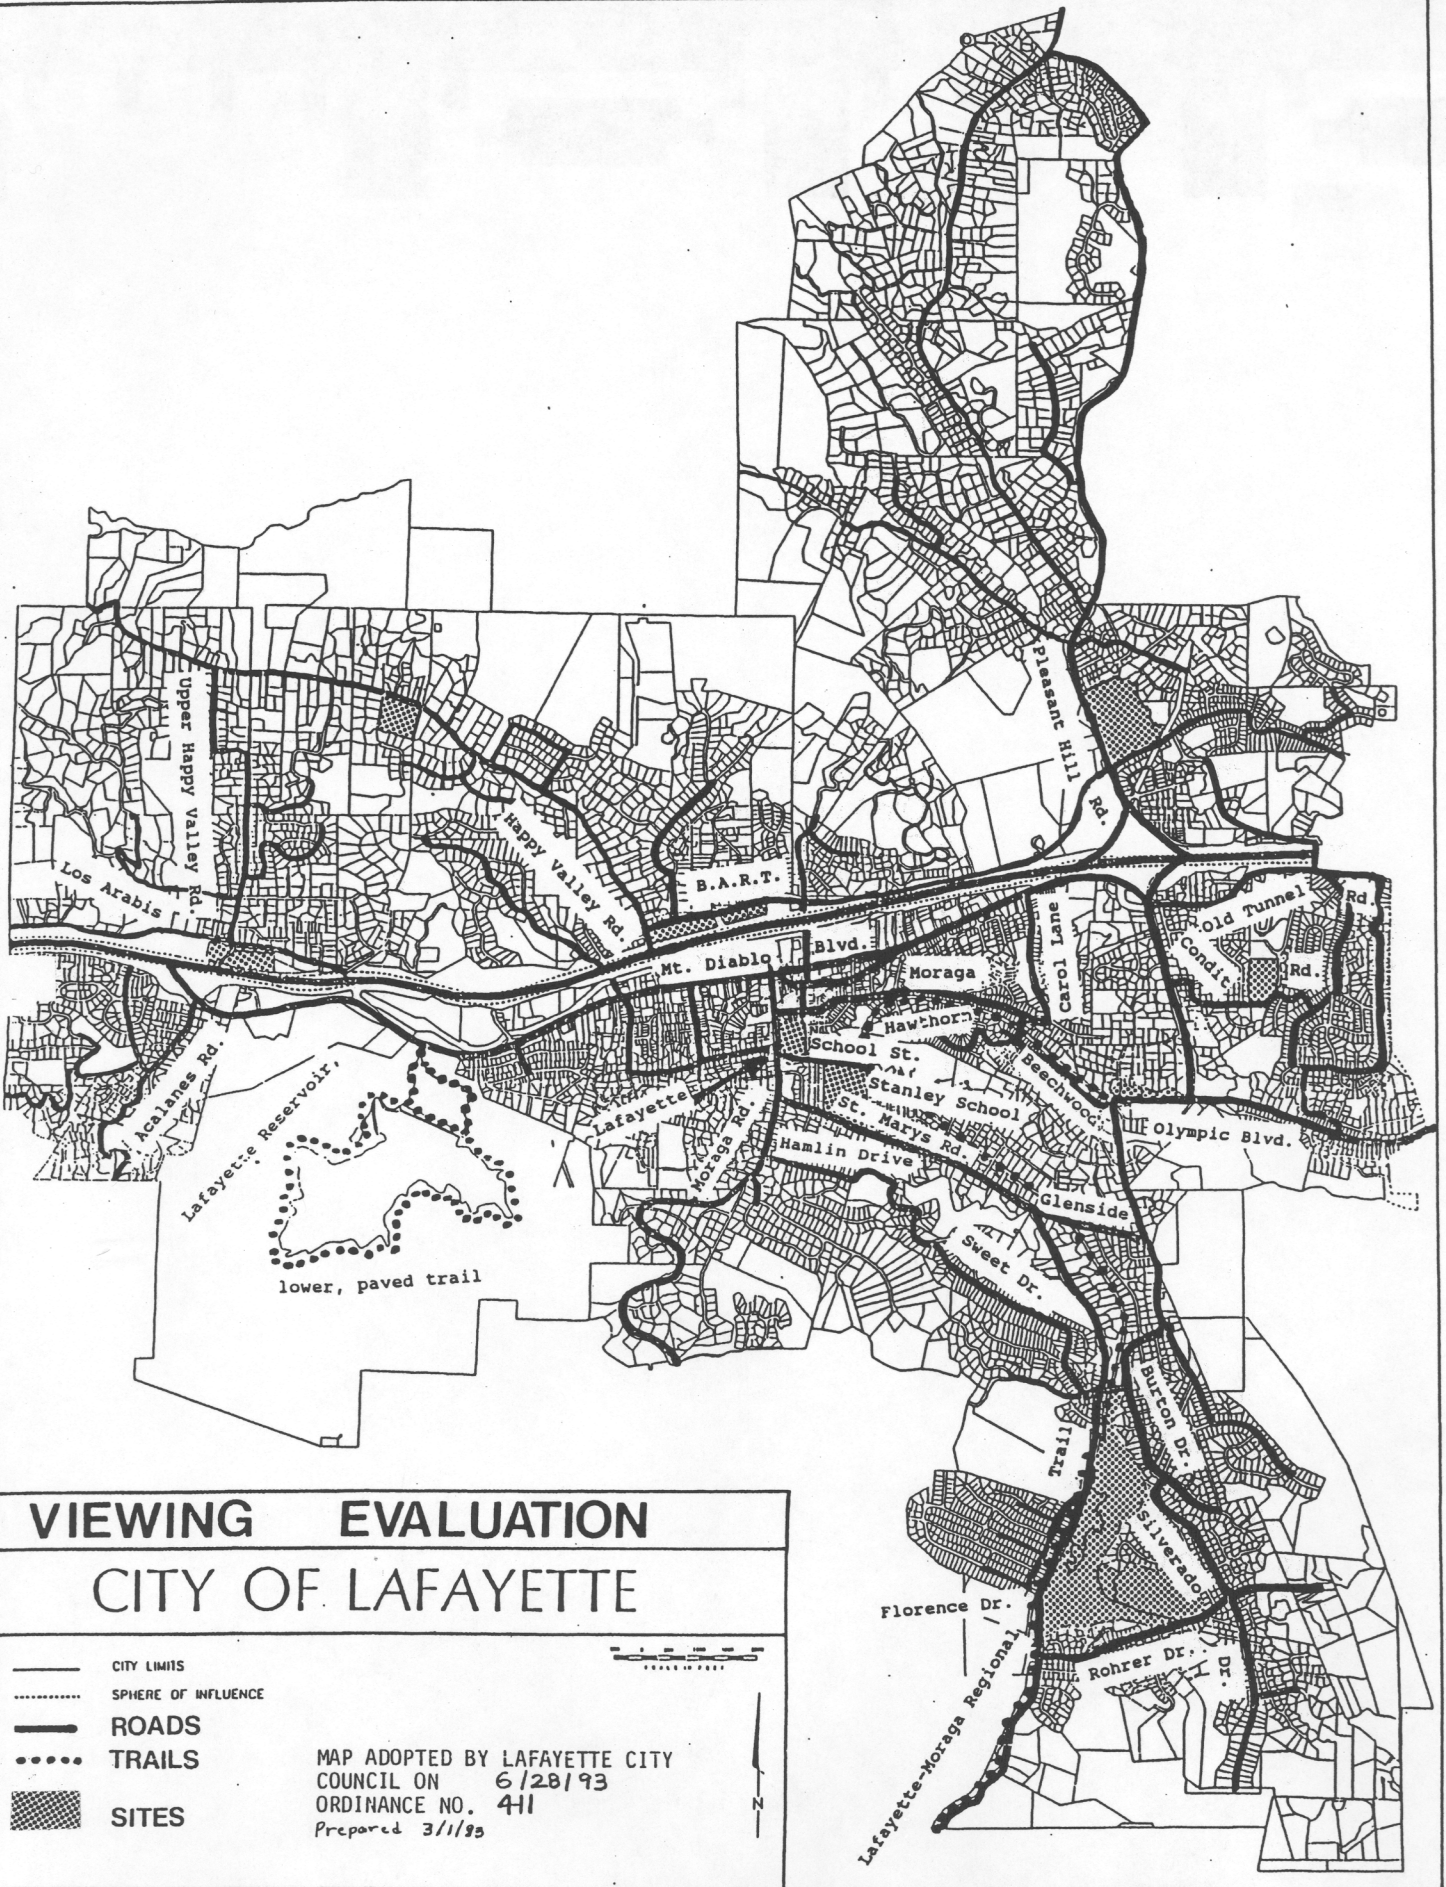 Pleasant Hill
Rd.
Upper Happy Valley Rd.
Los Arabis
Happy Valley Rd.
B.A.R.T.
Mt. Diablo
Blvd.
Moraga
Carol Lane
Old Tunnel
Rd.
Condit
Rd.
Hawthorn
School St.
Beechwood
Stanley School
St. Marys Rd.
Olympic Blvd.
Hamlin Drive
Glenside
Lafayette
Moraga Rd.
Acalanes Rd.
Lafayette Reservoir,
lower, paved trail
Sweet Dr.
Burton Dr.
Trail
Silverado
Florence Dr.
Rohrer Dr.
Dr.
Lafayette-Moraga Regional
VIEWING EVALUATION
CITY OF LAFAYETTE
CITY LIMITS
SPHERE OF INFLUENCE
ROADS
TRAILS
SITES
SCALE IN FEET
MAP ADOPTED BY LAFAYETTE CITY
COUNCIL ON 6/28/93
ORDINANCE NO. 411
Prepared 3/1/93
N